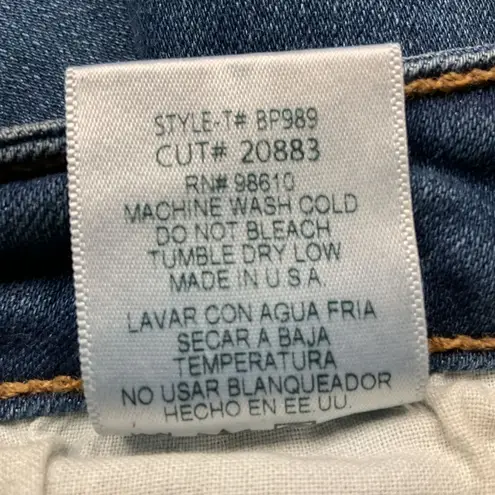 STYLE-T# BP989
CUT# 20883
RN# 98610
MACHINE WASH COLD
DO NOT BLEACH
TUMBLE DRY LOW
MADE IN U.S.A.
LAVAR CON AGUA FRIA
SECAR A BAJA
TEMPERATURA
NO USAR BLANQUEADOR
HECHO EN EE.UU.